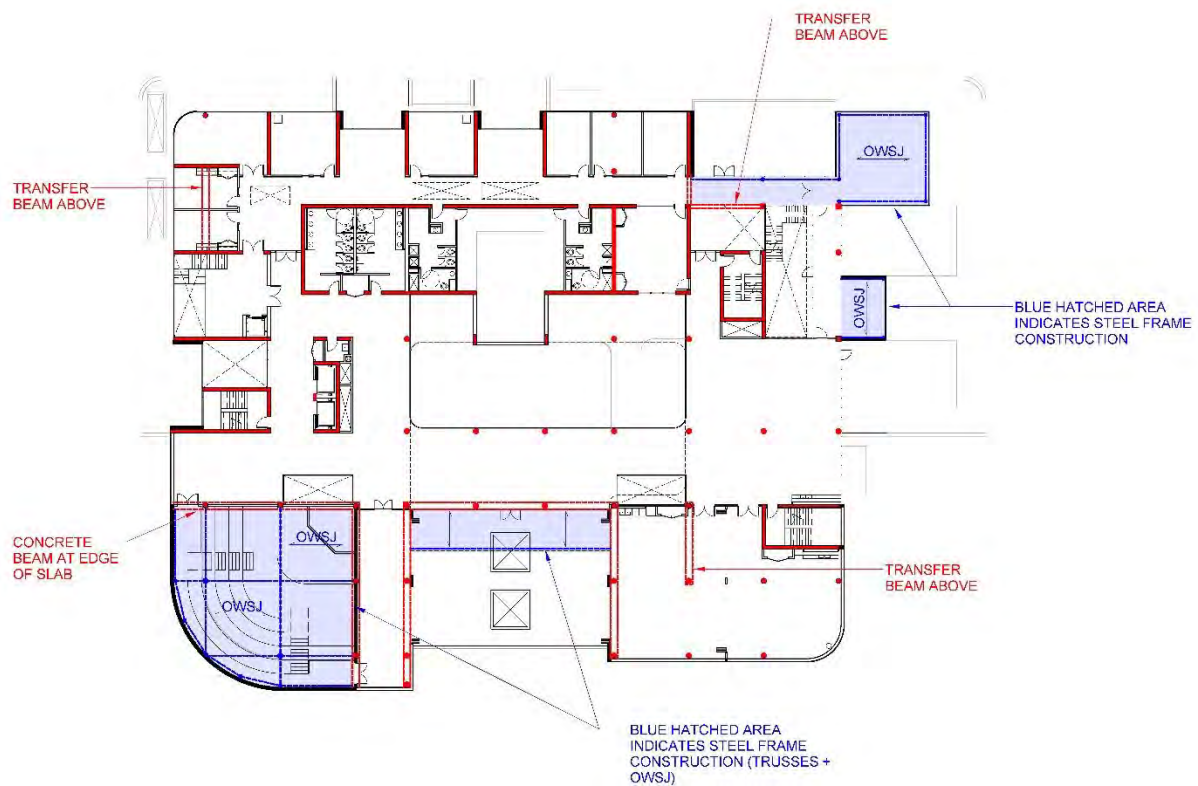 TRANSFER
BEAM ABOVE
OWSJ
TRANSFER
BEAM ABOVE
OWSJ
BLUE HATCHED AREA
INDICATES STEEL FRAME
CONSTRUCTION
CONCRETE
BEAM AT EDGE
OF SLAB
OWSJ
OWSJ
TRANSFER
BEAM ABOVE
BLUE HATCHED AREA
INDICATES STEEL FRAME
CONSTRUCTION (TRUSSES +
OWSJ)